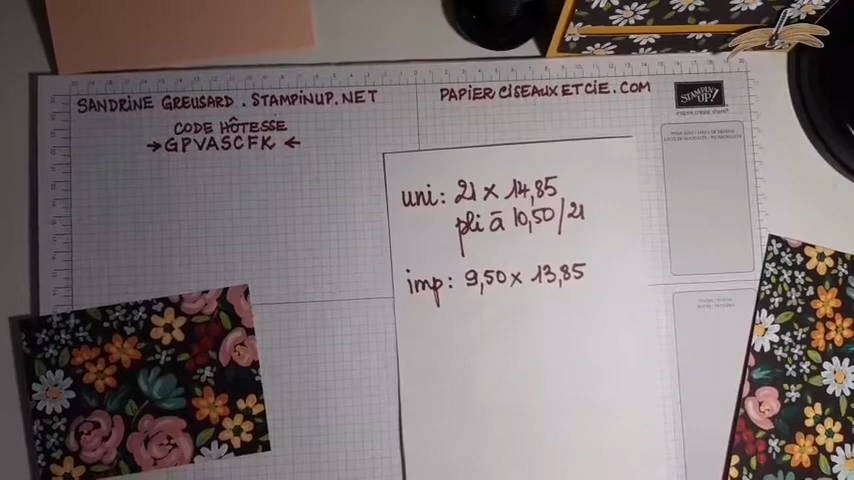 SANDRINE GREUSARD . STAMPINUP.NET
PAPIERCISEAUXETCIE.COM
CODE HÔTESSE
→GPVASCFK←
STAMPIN' UP!
uni: 21 x 14,85
pli à 10,50/21
imp: 9,50 x 13,85